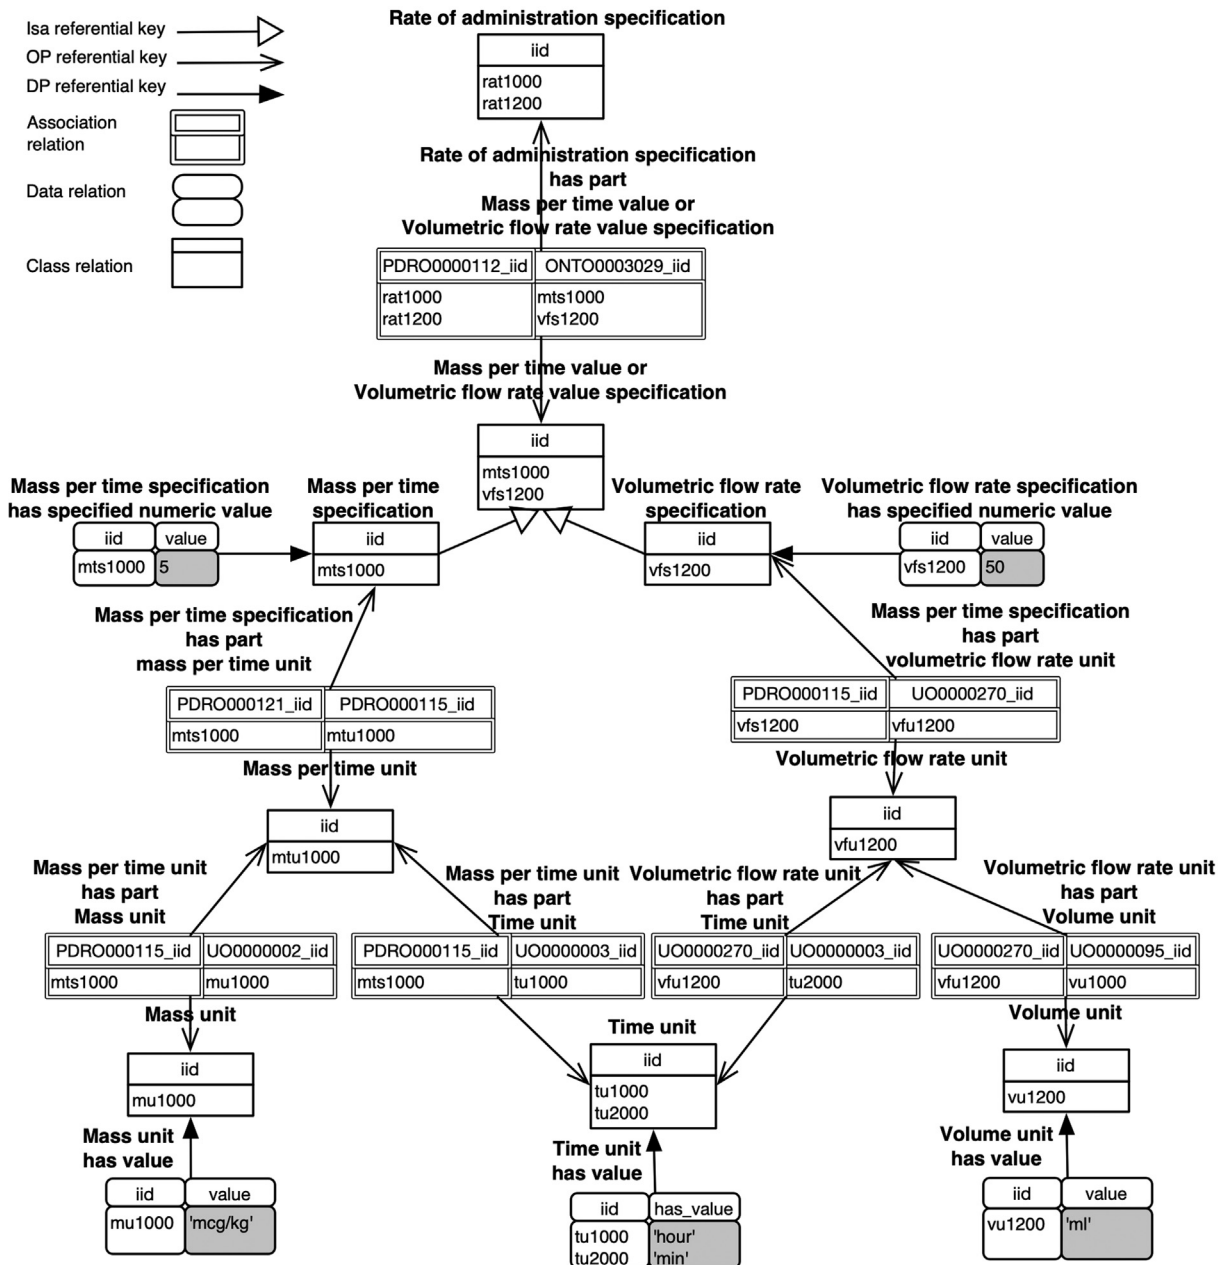 Isa referential key
OP referential key
DP referential key
Association
relation
Data relation
Class relation
Rate of administration specification
iid
rat1000
rat1200
Rate of administration specification
has part
Mass per time value or
Volumetric flow rate value specification
PDRO0000112_iid ONTO0003029_iid
rat1000 mts1000
rat1200 vfs1200
Mass per time value or
Volumetric flow rate value specification
iid
mts1000
vfs1200
Mass per time specification
has specified numeric value
iid value
mts1000 5
Mass per time
specification
iid
mts1000
Volumetric flow rate
specification
iid
vfs1200
Volumetric flow rate specification
has specified numeric value
iid value
vfs1200 50
Mass per time specification
has part
mass per time unit
PDRO000121_iid PDRO000115_iid
mts1000 mtu1000
Mass per time specification
has part
volumetric flow rate unit
PDRO000115_iid UO0000270_iid
vfs1200 vfu1200
Mass per time unit
iid
mtu1000
Volumetric flow rate unit
iid
vfu1200
Mass per time unit
has part
Mass unit
PDRO000115_iid UO0000002_iid
mts1000 mu1000
Mass per time unit
has part
Time unit
PDRO000115_iid UO0000003_iid
mts1000 tu1000
Volumetric flow rate unit
has part
Time unit
UO0000270_iid UO0000003_iid
vfu1200 tu2000
Volumetric flow rate unit
has part
Volume unit
UO0000270_iid UO0000095_iid
vfu1200 vu1000
Mass unit
iid
mu1000
Time unit
iid
tu1000
tu2000
Volume unit
iid
vu1200
Mass unit
has value
iid value
mu1000 'mcg/kg'
Time unit
has value
iid has_value
tu1000 'hour'
tu2000 'min'
Volume unit
has value
iid value
vu1200 'ml'